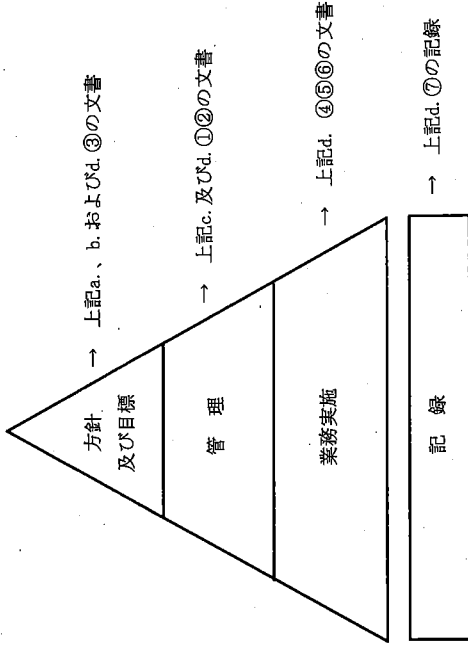 方針
及び目標
→ 上記a.、b.およびd.③の文書
管理
→ 上記c.及びd.①②の文書
業務実施
→ 上記d. ④⑤⑥の文書
記録
→ 上記d.⑦の記録